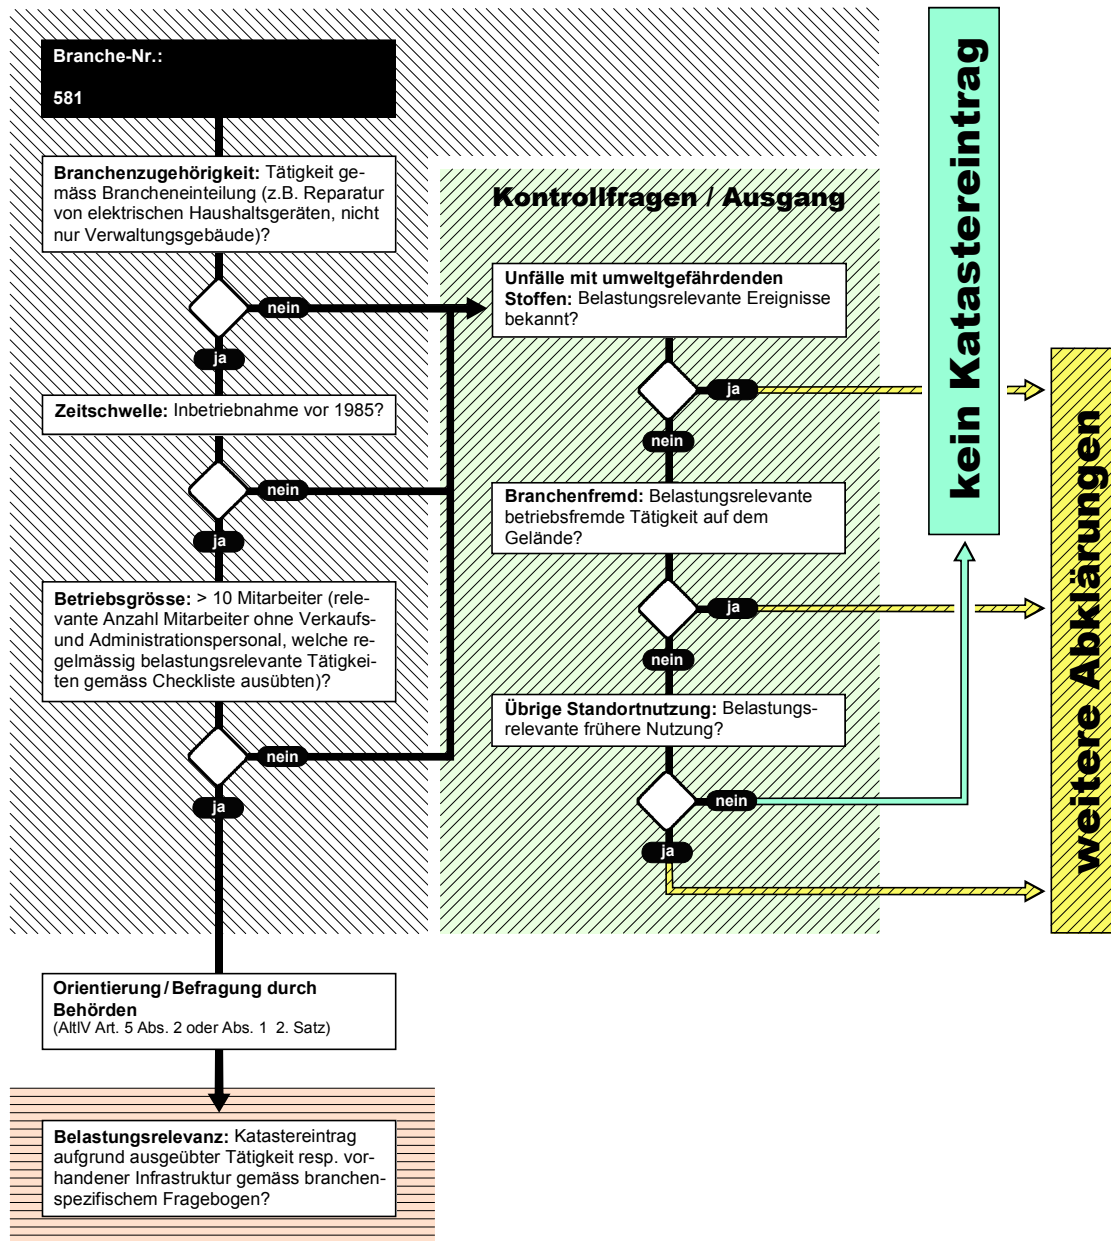 Branche-Nr.:
581
Branchenzugehörigkeit: Tätigkeit ge-
mäss Brancheneinteilung (z.B. Reparatur
von elektrischen Haushaltsgeräten, nicht
nur Verwaltungsgebäude)?
nein
ja
Zeitschwelle: Inbetriebnahme vor 1985?
nein
ja
Betriebsgrösse: > 10 Mitarbeiter (rele-
vante Anzahl Mitarbeiter ohne Verkaufs-
und Administrationspersonal, welche re-
gelmässig belastungsrelevante Tätigkei-
ten gemäss Checkliste ausübten)?
nein
ja
Orientierung / Befragung durch
Behörden
(AltlV Art. 5 Abs. 2 oder Abs. 1 2. Satz)
Belastungsrelevanz: Katastereintrag
aufgrund ausgeübter Tätigkeit resp. vor-
handener Infrastruktur gemäss branchen-
spezifischem Fragebogen?
Kontrollfragen / Ausgang
Unfälle mit umweltgefährdenden
Stoffen: Belastungsrelevante Ereignisse
bekannt?
ja
nein
Branchenfremd: Belastungsrelevante
betriebsfremde Tätigkeit auf dem
Gelände?
ja
nein
Übrige Standortnutzung: Belastungs-
relevante frühere Nutzung?
nein
ja
kein Katastereintrag
weitere Abklärungen